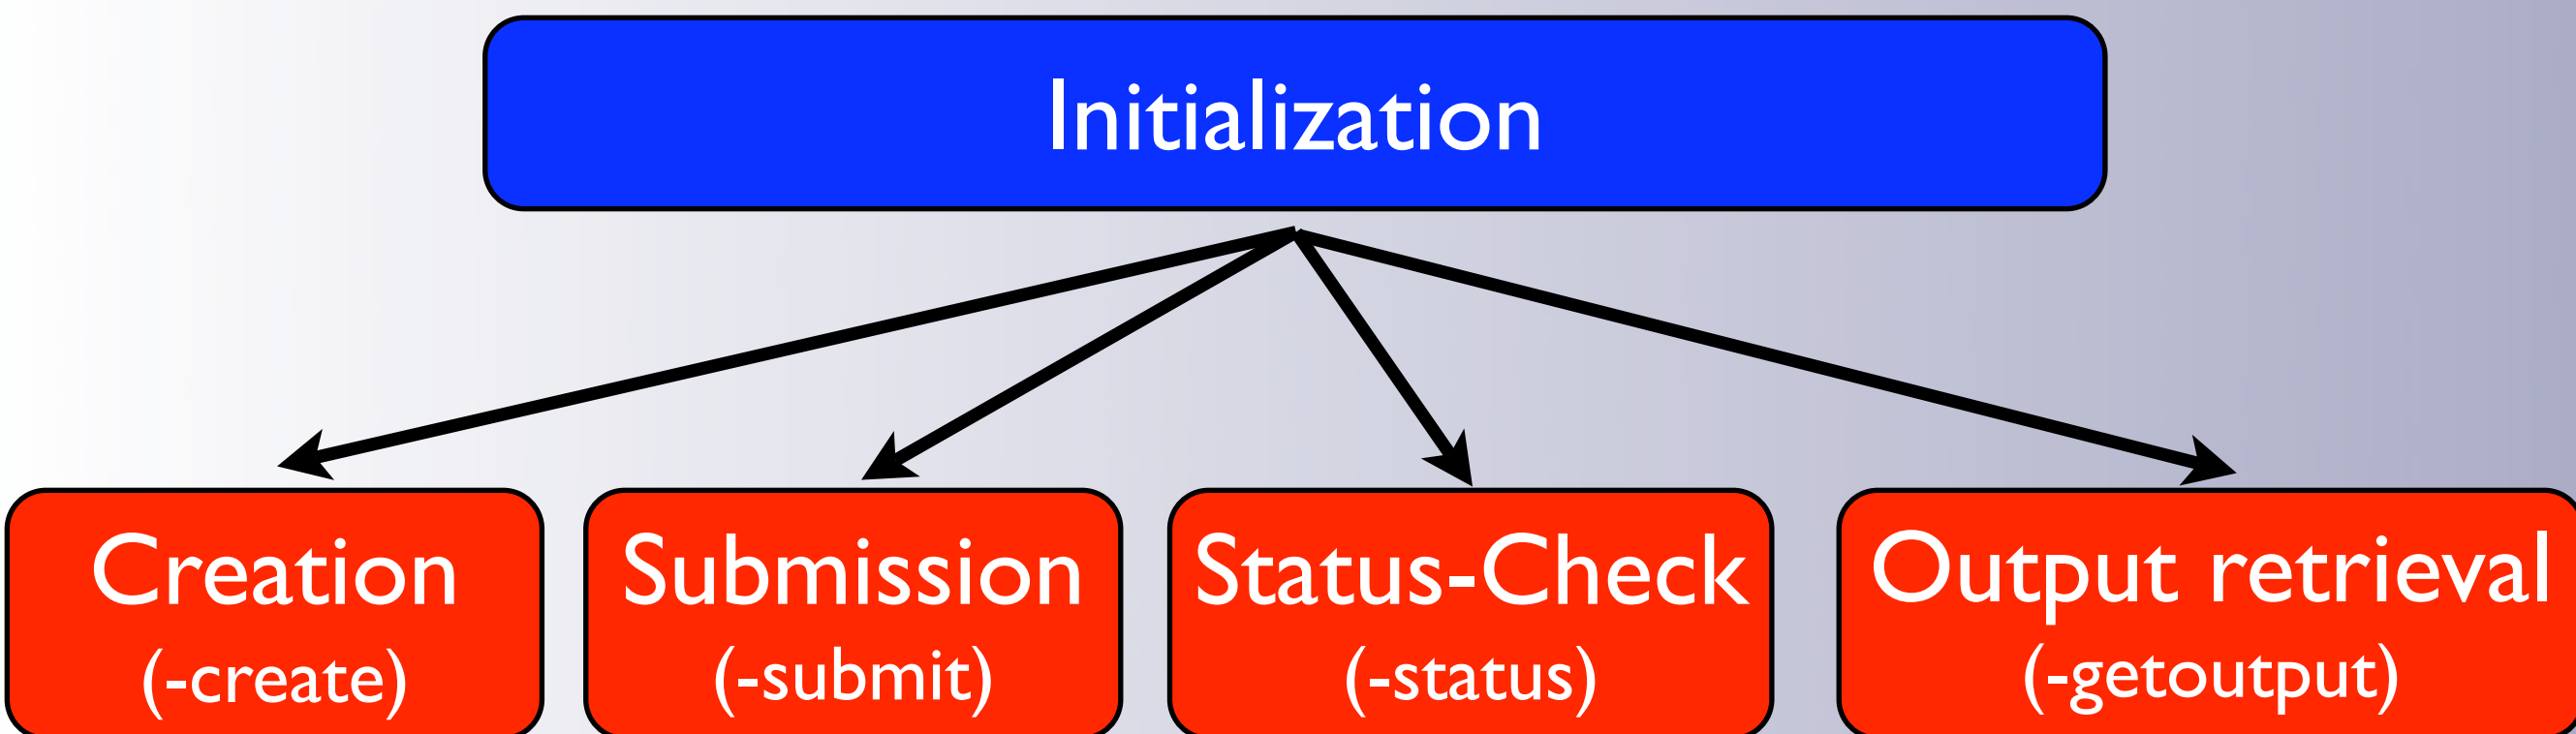 Initialization
Creation
(-create)
Submission
(-submit)
Status-Check
(-status)
Output retrieval
(-getoutput)